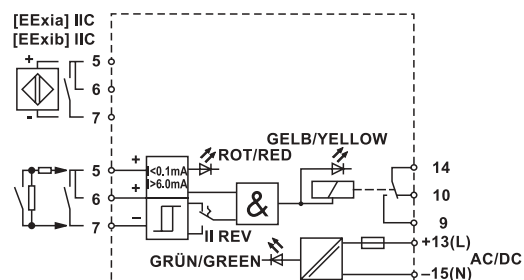 [EExia] IIC
[EExib] IIC
+
5
6
-
7
GELB/YELLOW
ROT/RED
5
+
I<0.1mA
I>6.0mA
6
+
&
7
–
II REV
14
10
9
+13(L)
AC/DC
–15(N)
GRÜN/GREEN